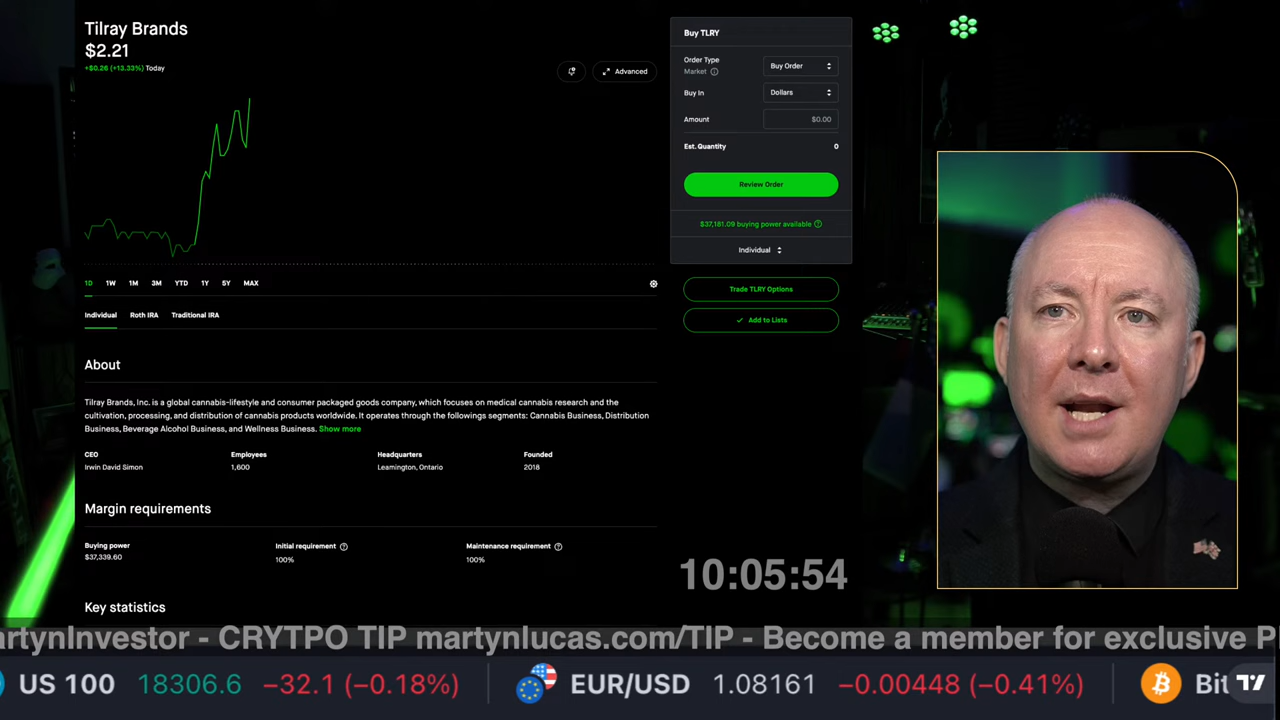 Tilray Brands
$2.21
+$0.26 (+13.33%) Today
Advanced
1D 1W 1M 3M YTD 1Y 5Y MAX
Individual Roth IRA Traditional IRA
About
Tilray Brands, Inc. is a global cannabis-lifestyle and consumer packaged goods company, which focuses on medical cannabis research and the
cultivation, processing, and distribution of cannabis products worldwide. It operates through the followings segments: Cannabis Business, Distribution
Business, Beverage Alcohol Business, and Wellness Business. Show more
CEO Employees Headquarters Founded
Irwin David Simon 1,600 Leamington, Ontario 2018
Margin requirements
Buying power Initial requirement Maintenance requirement
$37,339.60 100% 100%
Key statistics
Buy TLRY
Order Type
Market
Buy Order
Buy In Dollars
Amount $0.00
Est. Quantity 0
Review Order
$37,181.09 buying power available
Individual
Trade TLRY Options
Add to Lists
10:05:54
artynInvestor - CRYTPO TIP martynlucas.com/TIP - Become a member for exclusive P
US 100 18306.6 −32.1 (−0.18%) EUR/USD 1.08161 −0.00448 (−0.41%) Bit